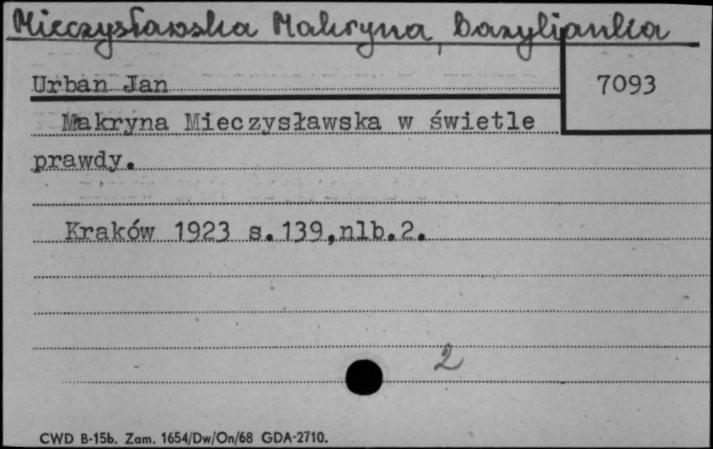 Mieczysławska Makryna, bazylianka
Urban Jan
7093
Makryna Mieczysławska w świetle
prawdy.
Kraków 1923 s.139,nlb.2.
2
CWD B-15b. Zam. 1654/Dw/On/68 GDA-2710.